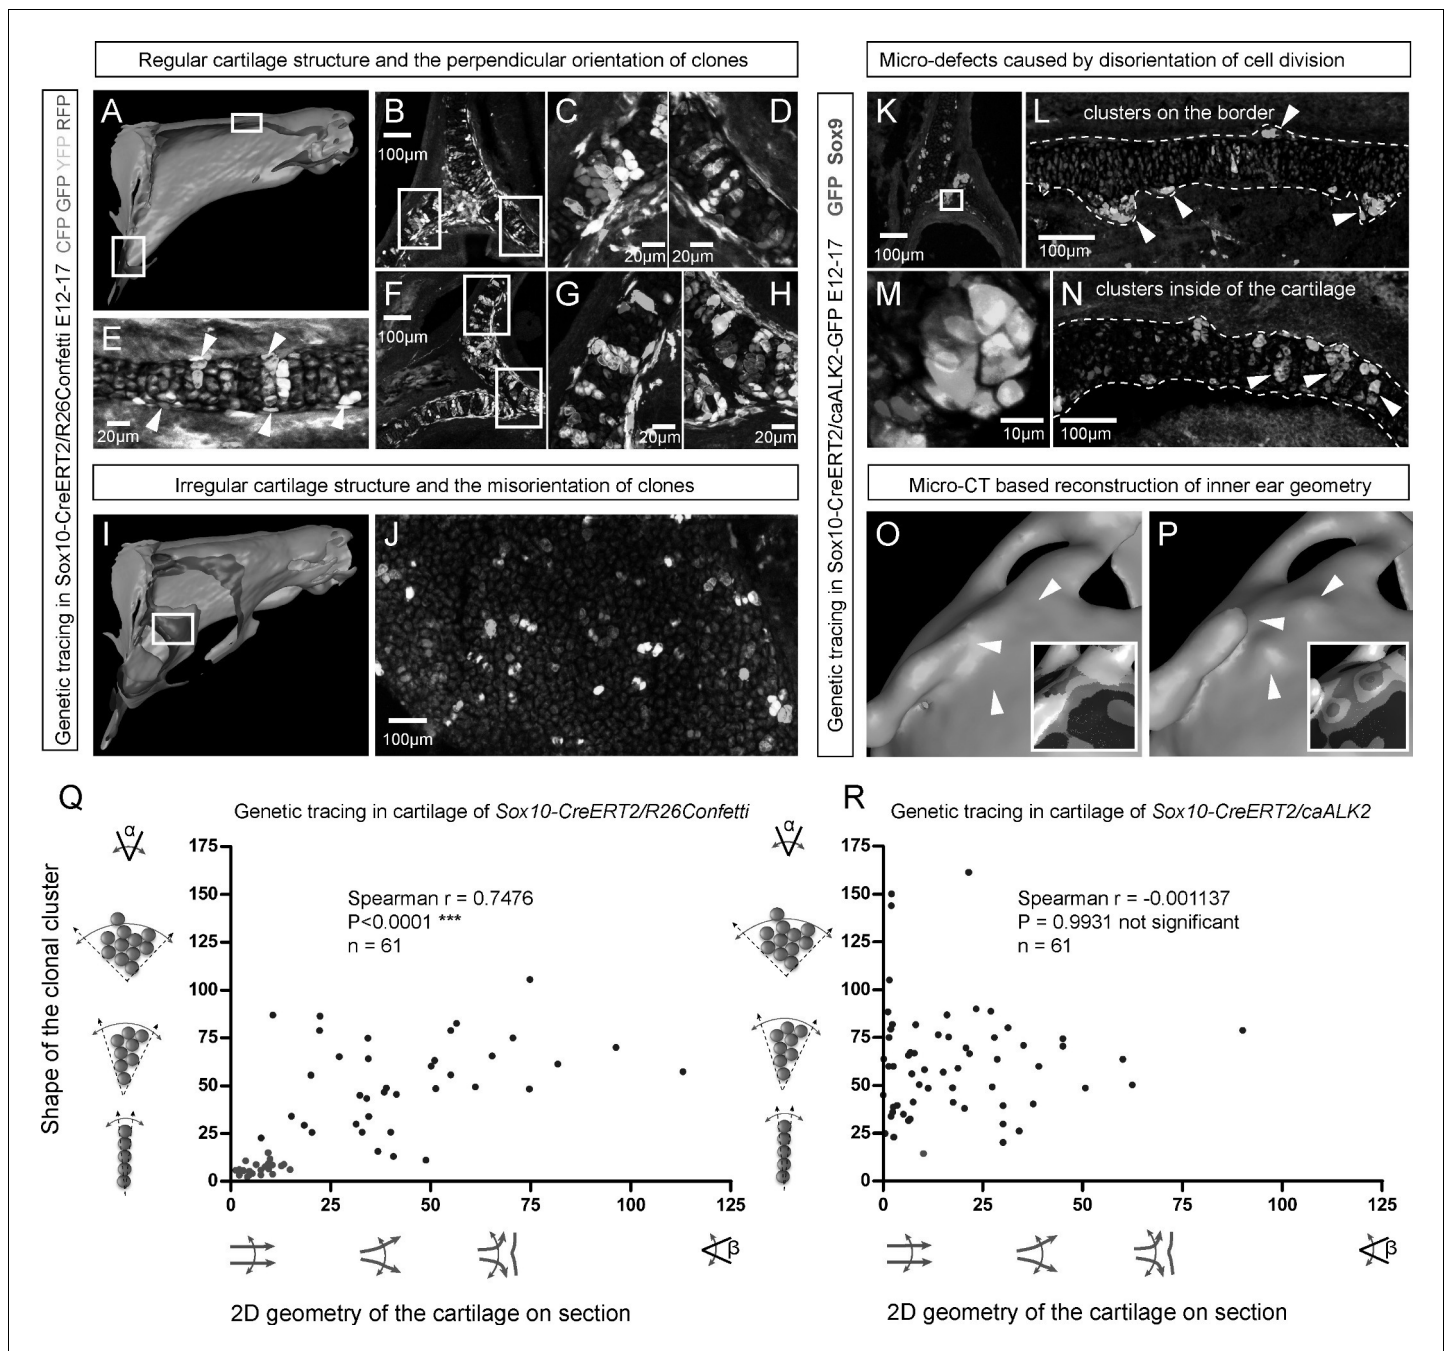 Regular cartilage structure and the perpendicular orientation of clones
Genetic tracing in Sox10-CreERT2/R26Confetti E12-17 CFP GFP YFP RFP
A
B
100µm
C
20µm
D
20µm
E
20µm
F
100µm
G
20µm
H
20µm
Irregular cartilage structure and the misorientation of clones
I
J
100µm
Micro-defects caused by disorientation of cell division
Genetic tracing in Sox10-CreERT2/caALK2-GFP E12-17 GFP Sox9
K
100µm
L
clusters on the border
100µm
M
10µm
N
clusters inside of the cartilage
100µm
Micro-CT based reconstruction of inner ear geometry
O
P
Q
Genetic tracing in cartilage of Sox10-CreERT2/R26Confetti
α
Shape of the clonal cluster
175
150
125
100
75
50
25
0
Spearman r = 0.7476
P<0.0001 ***
n = 61
0 25 50 75 100 125
β
2D geometry of the cartilage on section
R
Genetic tracing in cartilage of Sox10-CreERT2/caALK2
α
175
150
125
100
75
50
25
0
Spearman r = -0.001137
P = 0.9931 not significant
n = 61
0 25 50 75 100 125
β
2D geometry of the cartilage on section